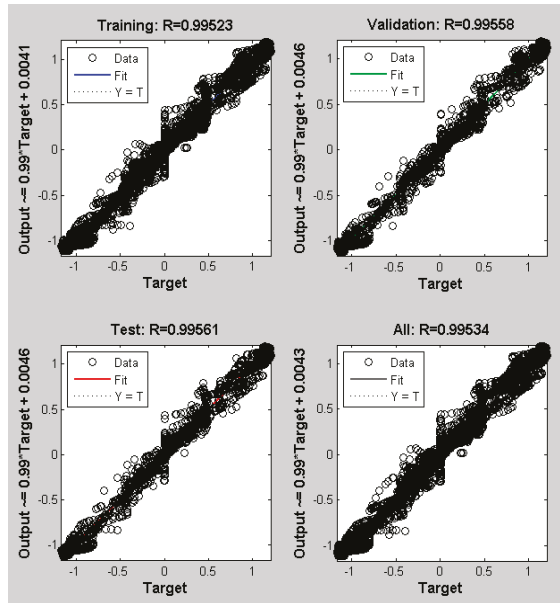 Training: R=0.99523
Output ~= 0.99*Target + 0.0041
Data
Fit
Y = T
1
0.5
0
-0.5
-1
-1 -0.5 0 0.5 1
Target
Validation: R=0.99558
Output ~= 0.99*Target + 0.0046
Data
Fit
Y = T
1
0.5
0
-0.5
-1
-1 -0.5 0 0.5 1
Target
Test: R=0.99561
Output ~= 0.99*Target + 0.0046
Data
Fit
Y = T
1
0.5
0
-0.5
-1
-1 -0.5 0 0.5 1
Target
All: R=0.99534
Output ~= 0.99*Target + 0.0043
Data
Fit
Y = T
1
0.5
0
-0.5
-1
-1 -0.5 0 0.5 1
Target